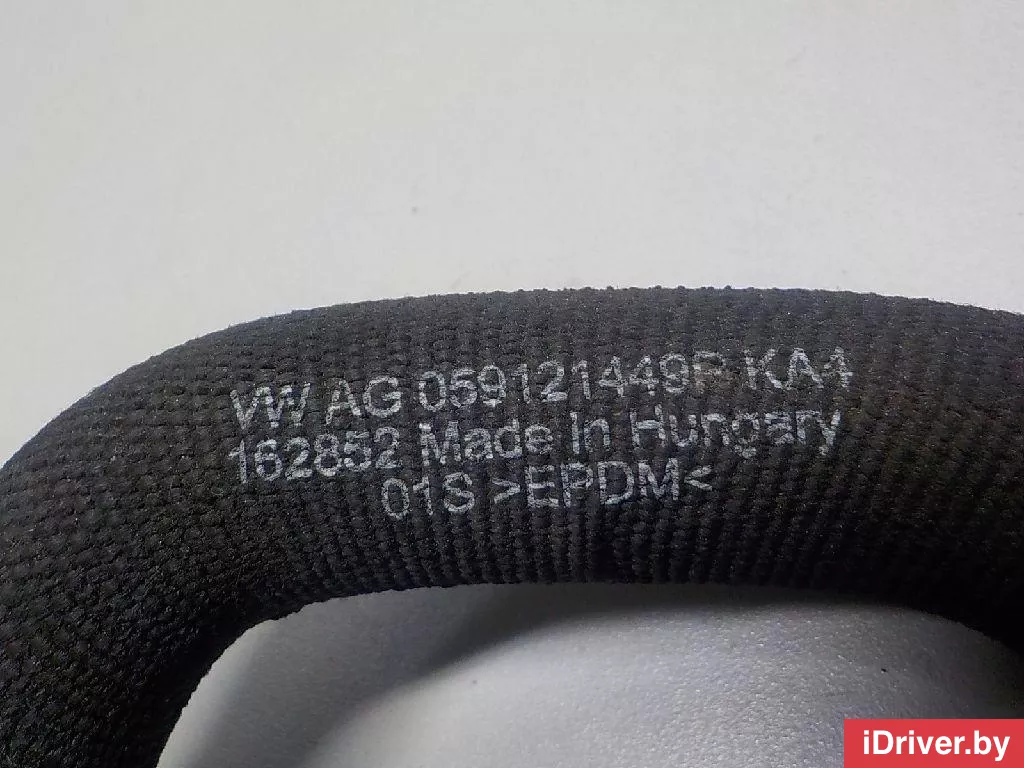 VW AG 059121449P KA4
162852 Made In Hungary
01S >EPDM<
iDriver.by